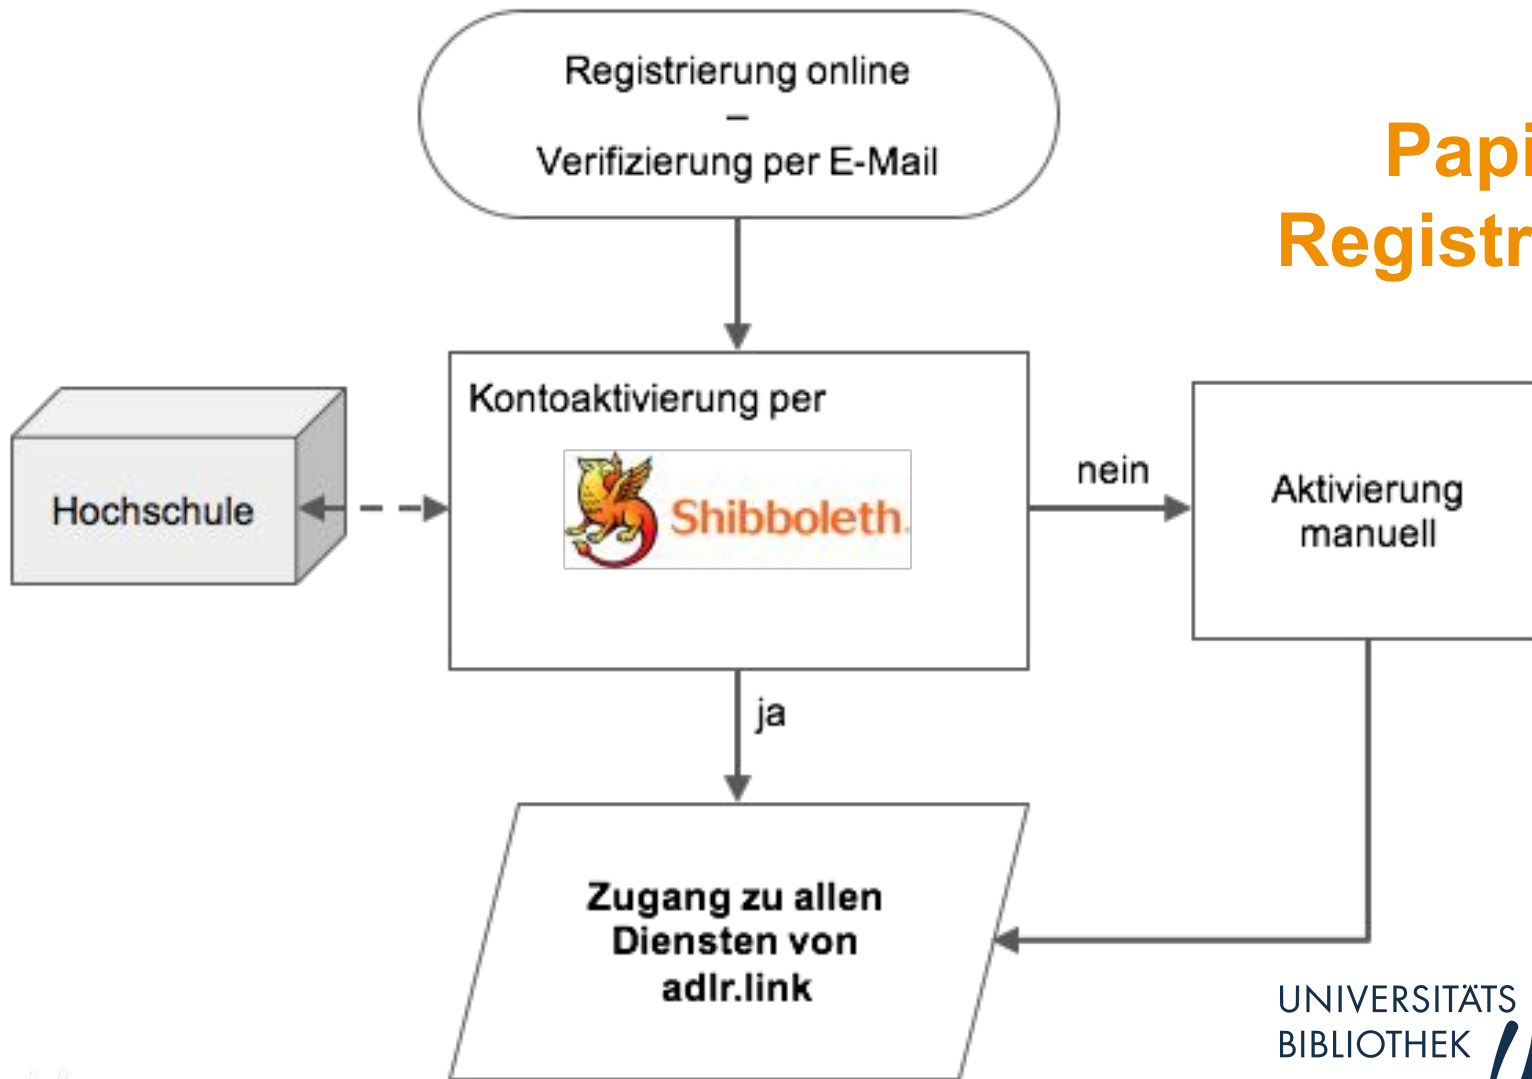 Registrierung online
–
Verifizierung per E-Mail
Papi
Registr
Kontoaktivierung per
Shibboleth.
Hochschule
nein
Aktivierung
manuell
ja
Zugang zu allen
Diensten von
adlr.link
UNIVERSITÄTS
BIBLIOTHEK